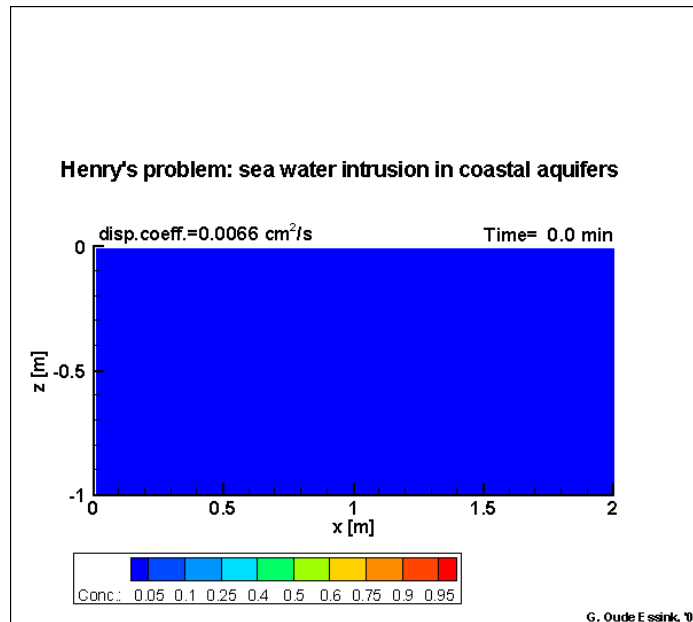 Henry's problem: sea water intrusion in coastal aquifers
disp.coeff.=0.0066 cm²/s Time= 0.0 min
0
-0.5
-1
z [m]
0 0.5 1 1.5 2
x [m]
Conc.: 0.05 0.1 0.25 0.4 0.5 0.6 0.75 0.9 0.95
G. Oude Essink, '0